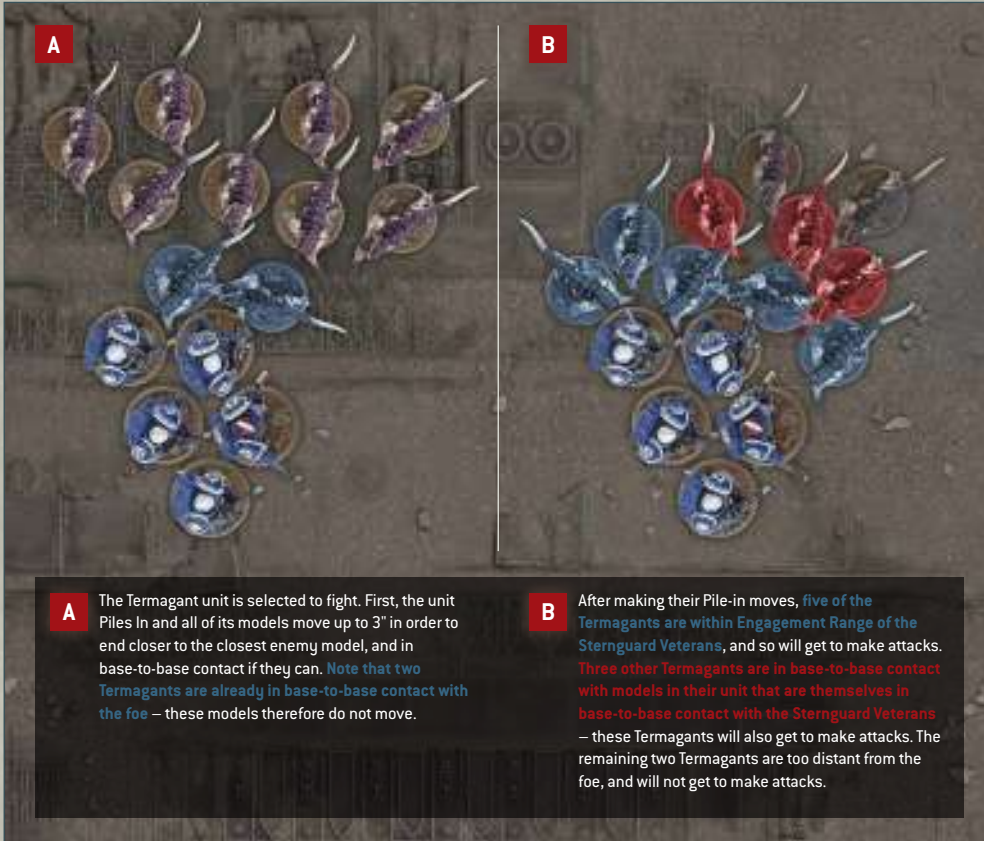 A
B
A
The Termagant unit is selected to fight. First, the unit
Piles In and all of its models move up to 3" in order to
end closer to the closest enemy model, and in
base-to-base contact if they can. Note that two
Termagants are already in base-to-base contact with
the foe – these models therefore do not move.
B
After making their Pile-in moves, five of the
Termagants are within Engagement Range of the
Sternguard Veterans, and so will get to make attacks.
Three other Termagants are in base-to-base contact
with models in their unit that are themselves in
base-to-base contact with the Sternguard Veterans
– these Termagants will also get to make attacks. The
remaining two Termagants are too distant from the
foe, and will not get to make attacks.